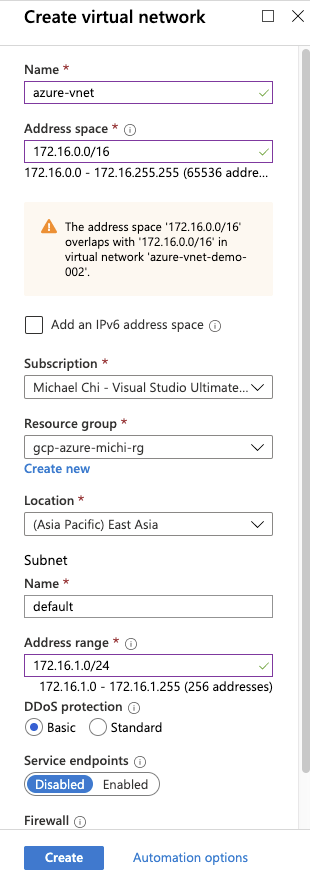 Create virtual network
Name *
azure-vnet
Address space *
172.16.0.0/16
172.16.0.0 - 172.16.255.255 (65536 addre...
The address space '172.16.0.0/16'
overlaps with '172.16.0.0/16' in
virtual network 'azure-vnet-demo-
002'.
Add an IPv6 address space
Subscription *
Michael Chi - Visual Studio Ultimate...
Resource group *
gcp-azure-michi-rg
Create new
Location *
(Asia Pacific) East Asia
Subnet
Name *
default
Address range *
172.16.1.0/24
172.16.1.0 - 172.16.1.255 (256 addresses)
DDoS protection
Basic Standard
Service endpoints
Disabled Enabled
Firewall
Create Automation options